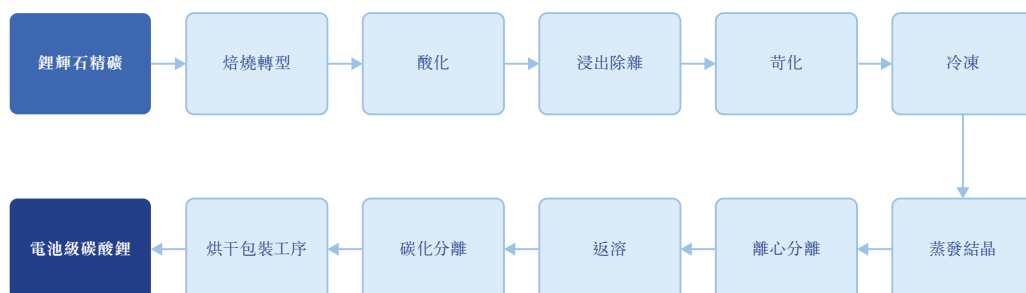 鋰輝石精礦
焙燒轉型
酸化
浸出除雜
苛化
冷凍
蒸發結晶
離心分離
返溶
碳化分離
烘干包裝工序
電池級碳酸鋰